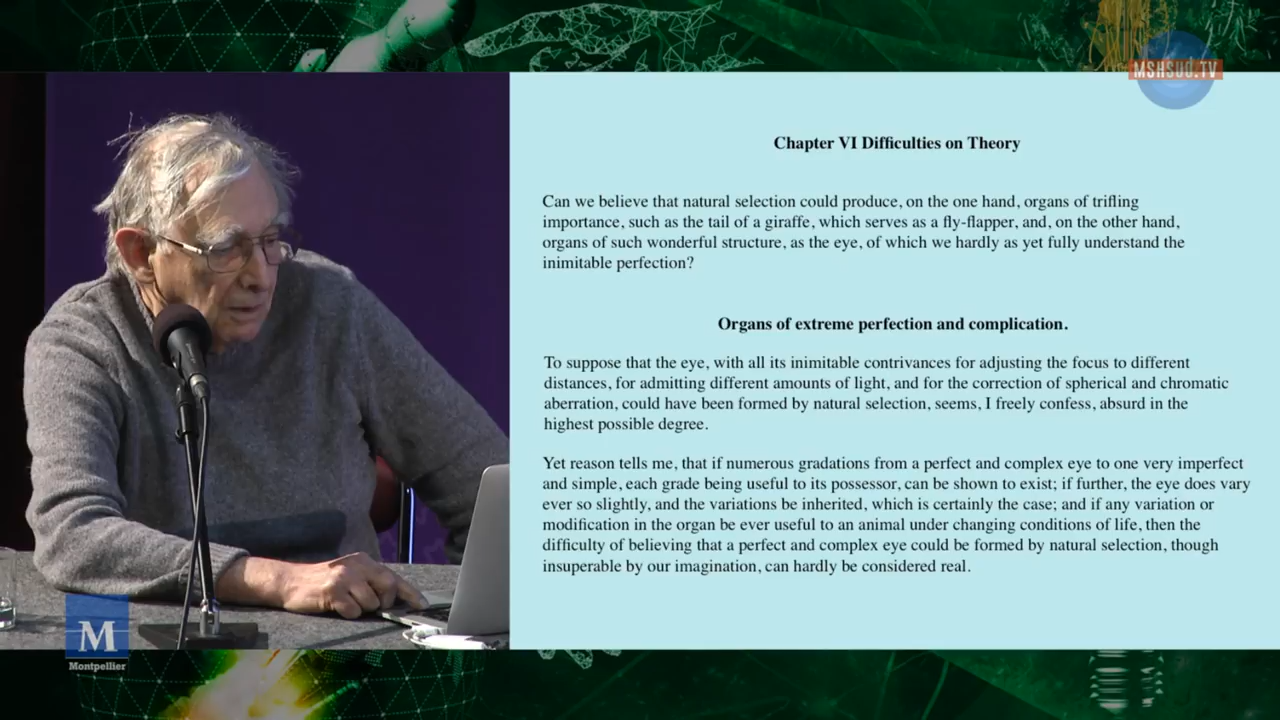 MSHSUD.TV
Chapter VI Difficulties on Theory
Can we believe that natural selection could produce, on the one hand, organs of trifling
importance, such as the tail of a giraffe, which serves as a fly-flapper, and, on the other hand,
organs of such wonderful structure, as the eye, of which we hardly as yet fully understand the
inimitable perfection?
Organs of extreme perfection and complication.
To suppose that the eye, with all its inimitable contrivances for adjusting the focus to different
distances, for admitting different amounts of light, and for the correction of spherical and chromatic
aberration, could have been formed by natural selection, seems, I freely confess, absurd in the
highest possible degree.
Yet reason tells me, that if numerous gradations from a perfect and complex eye to one very imperfect
and simple, each grade being useful to its possessor, can be shown to exist; if further, the eye does vary
ever so slightly, and the variations be inherited, which is certainly the case; and if any variation or
modification in the organ be ever useful to an animal under changing conditions of life, then the
difficulty of believing that a perfect and complex eye could be formed by natural selection, though
insuperable by our imagination, can hardly be considered real.
M
Montpellier